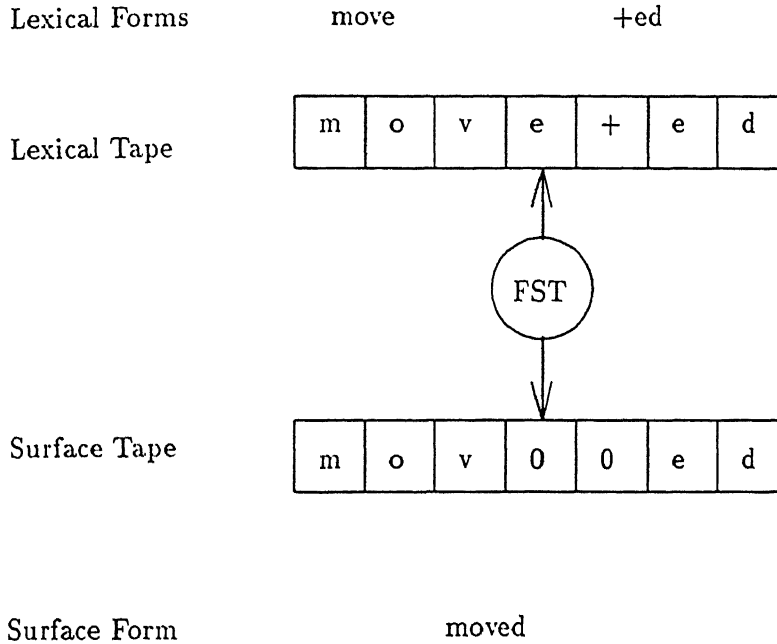 Lexical Forms move +ed
Lexical Tape m o v e + e d
FST
Surface Tape m o v 0 0 e d
Surface Form moved